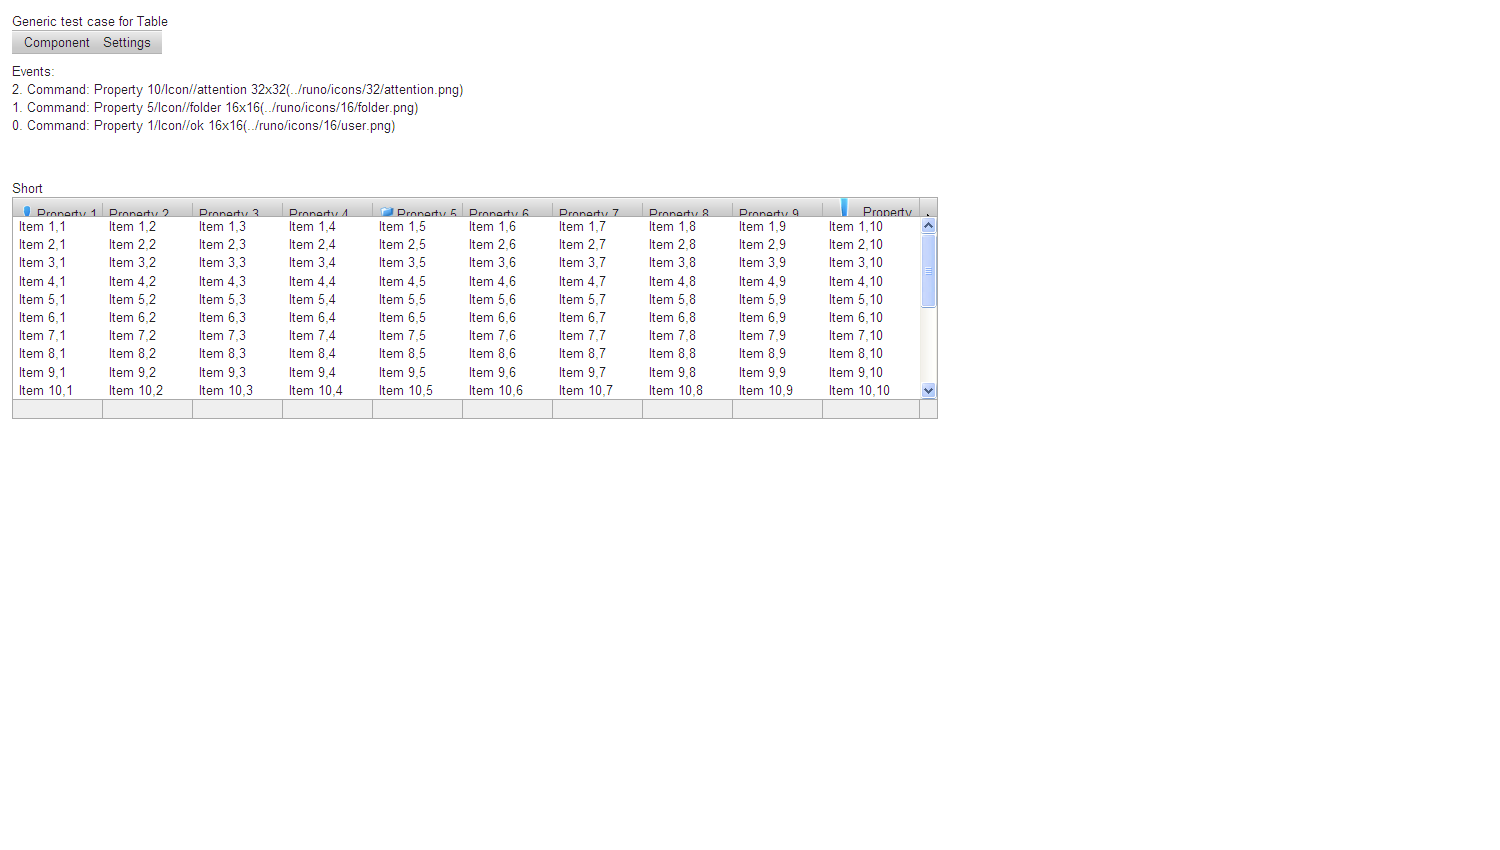 Generic test case for Table
Component Settings
Events:
2. Command: Property 10/Icon//attention 32x32(../runo/icons/32/attention.png)
1. Command: Property 5/Icon//folder 16x16(../runo/icons/16/folder.png)
0. Command: Property 1/Icon//ok 16x16(../runo/icons/16/user.png)
Short
Property 1 Property 2 Property 3 Property 4 Property 5 Property 6 Property 7 Property 8 Property 9 Property
Item 1,1 Item 1,2 Item 1,3 Item 1,4 Item 1,5 Item 1,6 Item 1,7 Item 1,8 Item 1,9 Item 1,10
Item 2,1 Item 2,2 Item 2,3 Item 2,4 Item 2,5 Item 2,6 Item 2,7 Item 2,8 Item 2,9 Item 2,10
Item 3,1 Item 3,2 Item 3,3 Item 3,4 Item 3,5 Item 3,6 Item 3,7 Item 3,8 Item 3,9 Item 3,10
Item 4,1 Item 4,2 Item 4,3 Item 4,4 Item 4,5 Item 4,6 Item 4,7 Item 4,8 Item 4,9 Item 4,10
Item 5,1 Item 5,2 Item 5,3 Item 5,4 Item 5,5 Item 5,6 Item 5,7 Item 5,8 Item 5,9 Item 5,10
Item 6,1 Item 6,2 Item 6,3 Item 6,4 Item 6,5 Item 6,6 Item 6,7 Item 6,8 Item 6,9 Item 6,10
Item 7,1 Item 7,2 Item 7,3 Item 7,4 Item 7,5 Item 7,6 Item 7,7 Item 7,8 Item 7,9 Item 7,10
Item 8,1 Item 8,2 Item 8,3 Item 8,4 Item 8,5 Item 8,6 Item 8,7 Item 8,8 Item 8,9 Item 8,10
Item 9,1 Item 9,2 Item 9,3 Item 9,4 Item 9,5 Item 9,6 Item 9,7 Item 9,8 Item 9,9 Item 9,10
Item 10,1 Item 10,2 Item 10,3 Item 10,4 Item 10,5 Item 10,6 Item 10,7 Item 10,8 Item 10,9 Item 10,10